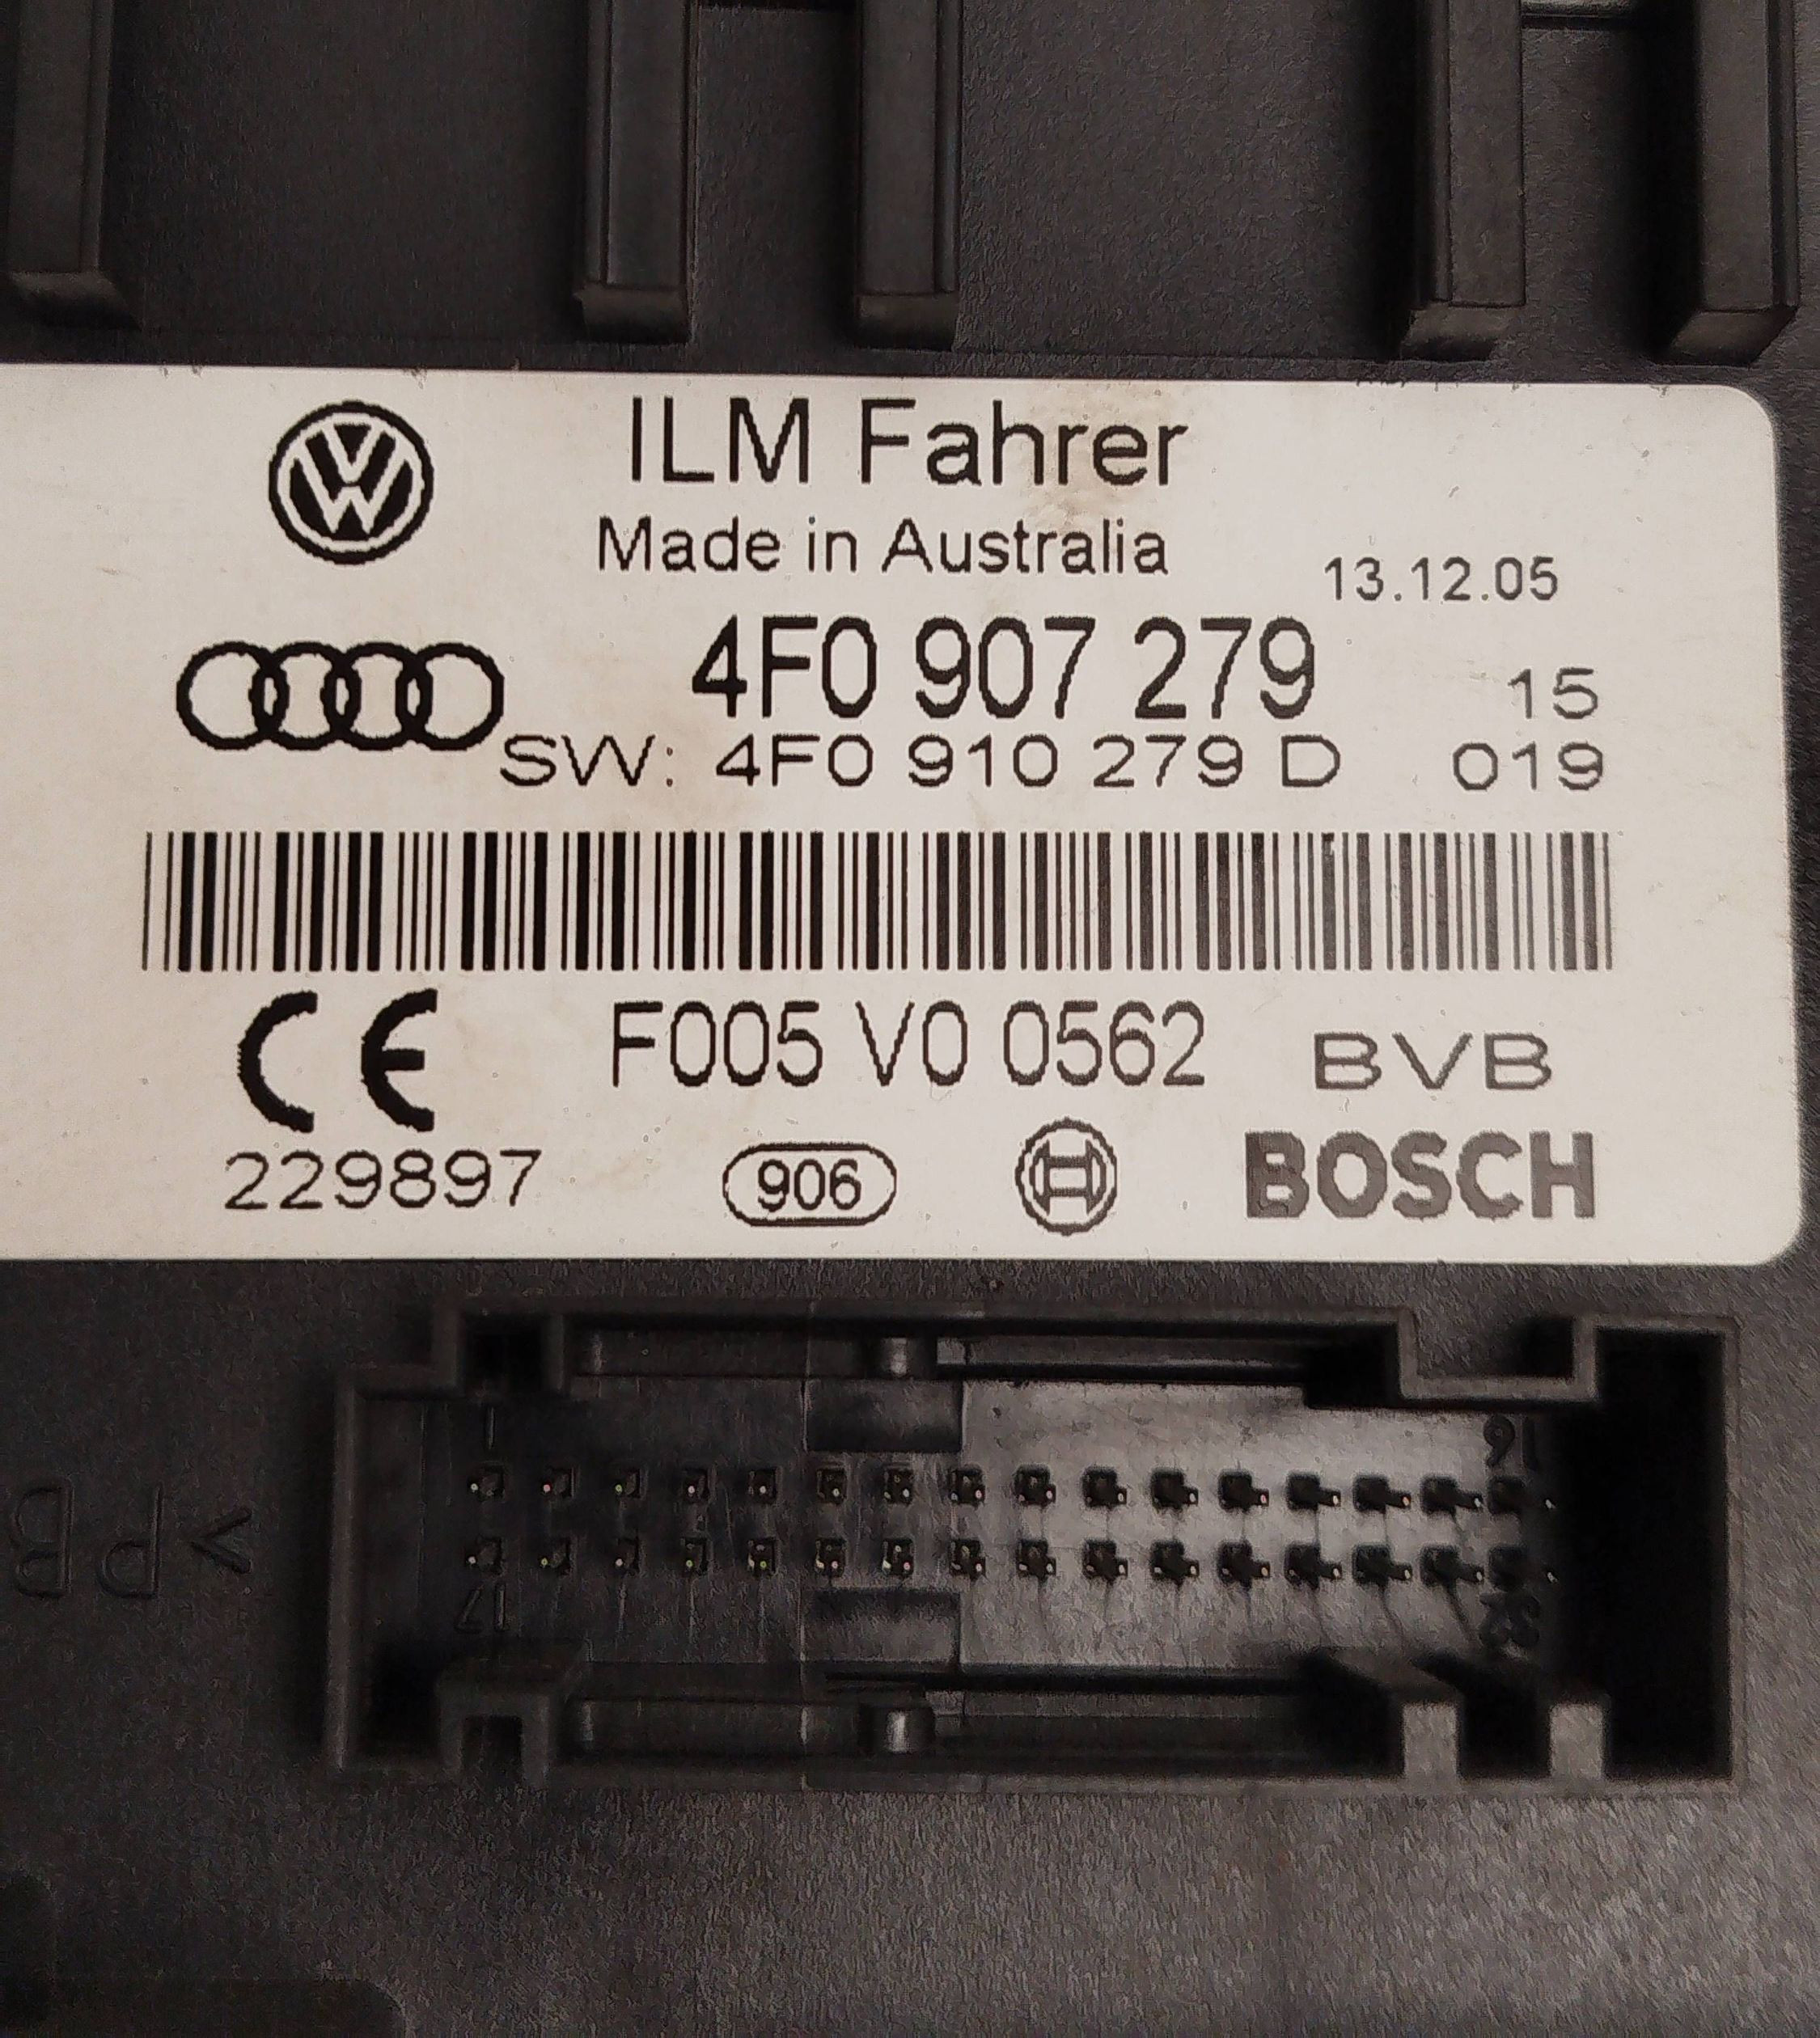 ILM Fahrer
Made in Australia
13.12.05
4F0 907 279 15
SW: 4F0 910 279 D 019
CE F005 V0 0562 BVB
229897 906 BOSCH
1 16
17 32